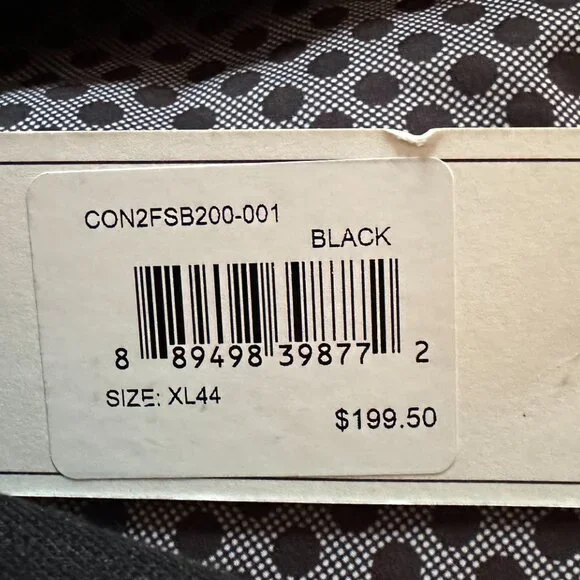 CON2FSB200-001
BLACK
8 89498 39877 2
SIZE: XL44
$199.50